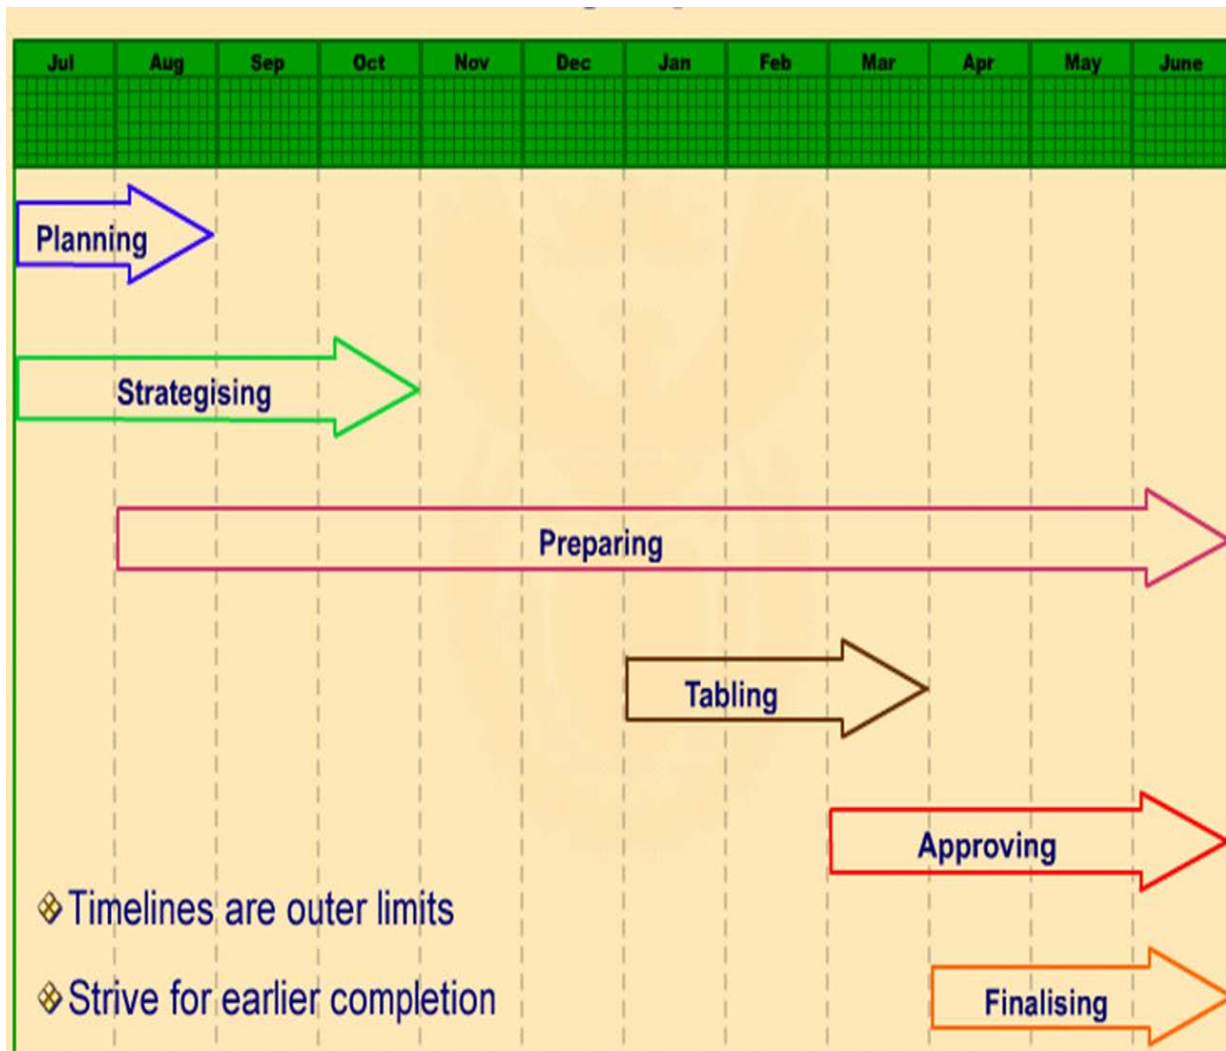 Jul Aug Sep Oct Nov Dec Jan Feb Mar Apr May June
Planning
Strategising
Preparing
Tabling
Approving
Timelines are outer limits
Strive for earlier completion
Finalising